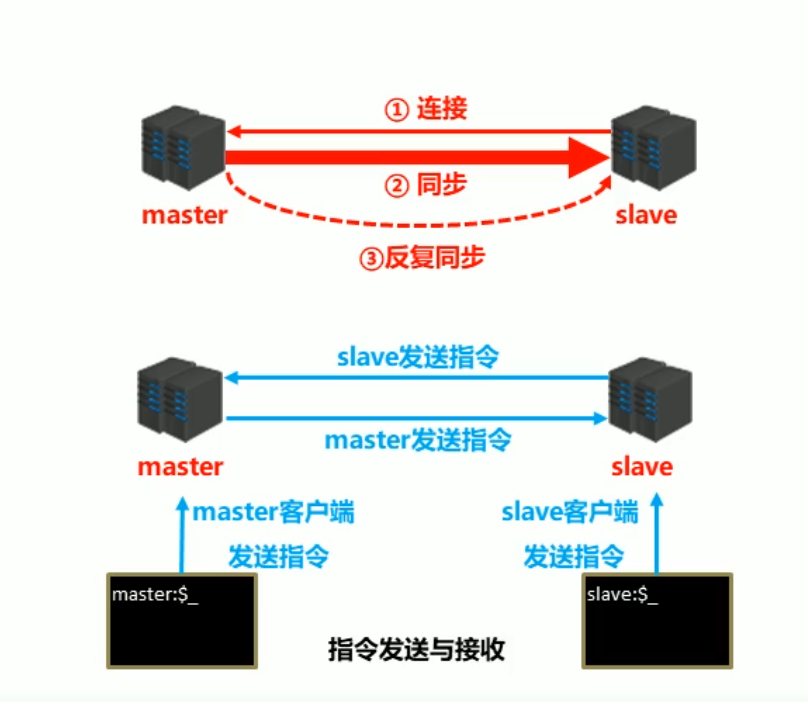 ① 连接
② 同步
master
slave
③反复同步
slave发送指令
master发送指令
master
slave
master客户端
发送指令
slave客户端
发送指令
master:$_
slave:$_
指令发送与接收